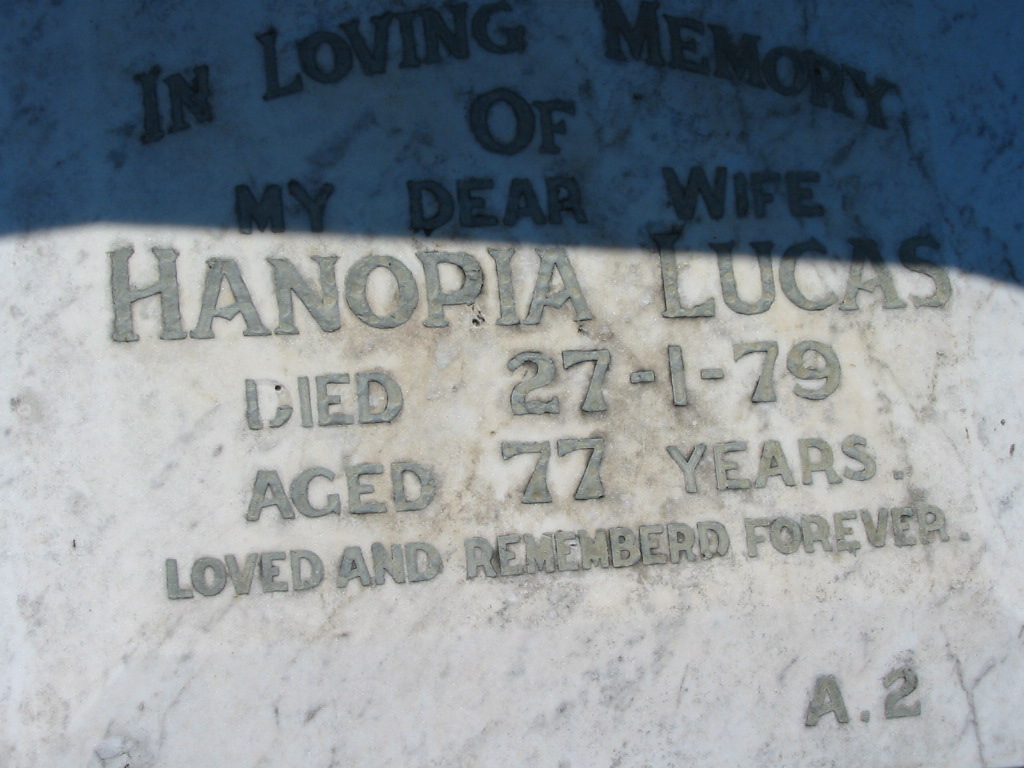 IN LOVING MEMORY
OF
MY DEAR WIFE
HANOPIA LUCAS
DIED 27-1-79
AGED 77 YEARS.
LOVED AND REMEMBERD FOREVER.
A.2